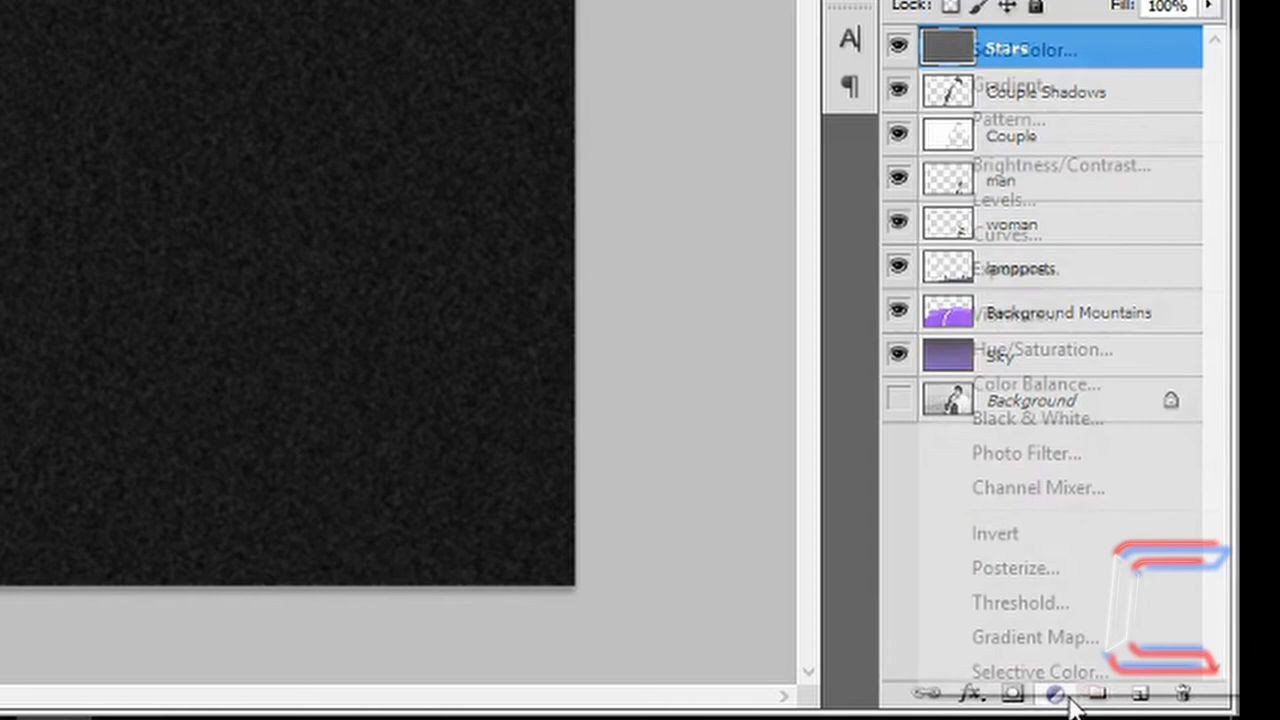 Lock:
Fill: 100%
A
¶
Stars
Solid Color...
Gradient...
Couple Shadows
Pattern...
Couple
Brightness/Contrast...
man
Levels...
woman
Curves...
lampposts
Background Mountains
Hue/Saturation...
Sky
Color Balance...
Background
Black & White...
Photo Filter...
Channel Mixer...
Invert
Posterize...
Threshold...
Gradient Map...
Selective Color...
fx.